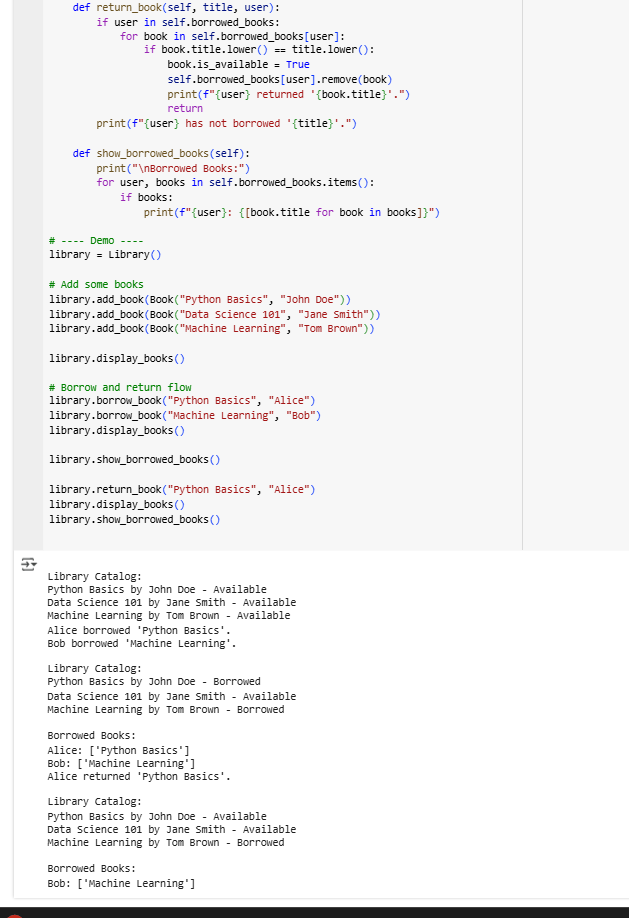 def return_book(self, title, user):
        if user in self.borrowed_books:
            for book in self.borrowed_books[user]:
                if book.title.lower() == title.lower():
                    book.is_available = True
                    self.borrowed_books[user].remove(book)
                    print(f"{user} returned '{book.title}'.")
                    return
        print(f"{user} has not borrowed '{title}'.")

    def show_borrowed_books(self):
        print("\nBorrowed Books:")
        for user, books in self.borrowed_books.items():
            if books:
                print(f"{user}: {[book.title for book in books]}")

# ---- Demo ----
library = Library()

# Add some books
library.add_book(Book("Python Basics", "John Doe"))
library.add_book(Book("Data Science 101", "Jane Smith"))
library.add_book(Book("Machine Learning", "Tom Brown"))

library.display_books()

# Borrow and return flow
library.borrow_book("Python Basics", "Alice")
library.borrow_book("Machine Learning", "Bob")
library.display_books()

library.show_borrowed_books()

library.return_book("Python Basics", "Alice")
library.display_books()
library.show_borrowed_books()

Library Catalog:
Python Basics by John Doe - Available
Data Science 101 by Jane Smith - Available
Machine Learning by Tom Brown - Available
Alice borrowed 'Python Basics'.
Bob borrowed 'Machine Learning'.

Library Catalog:
Python Basics by John Doe - Borrowed
Data Science 101 by Jane Smith - Available
Machine Learning by Tom Brown - Borrowed

Borrowed Books:
Alice: ['Python Basics']
Bob: ['Machine Learning']
Alice returned 'Python Basics'.

Library Catalog:
Python Basics by John Doe - Available
Data Science 101 by Jane Smith - Available
Machine Learning by Tom Brown - Borrowed

Borrowed Books:
Bob: ['Machine Learning']